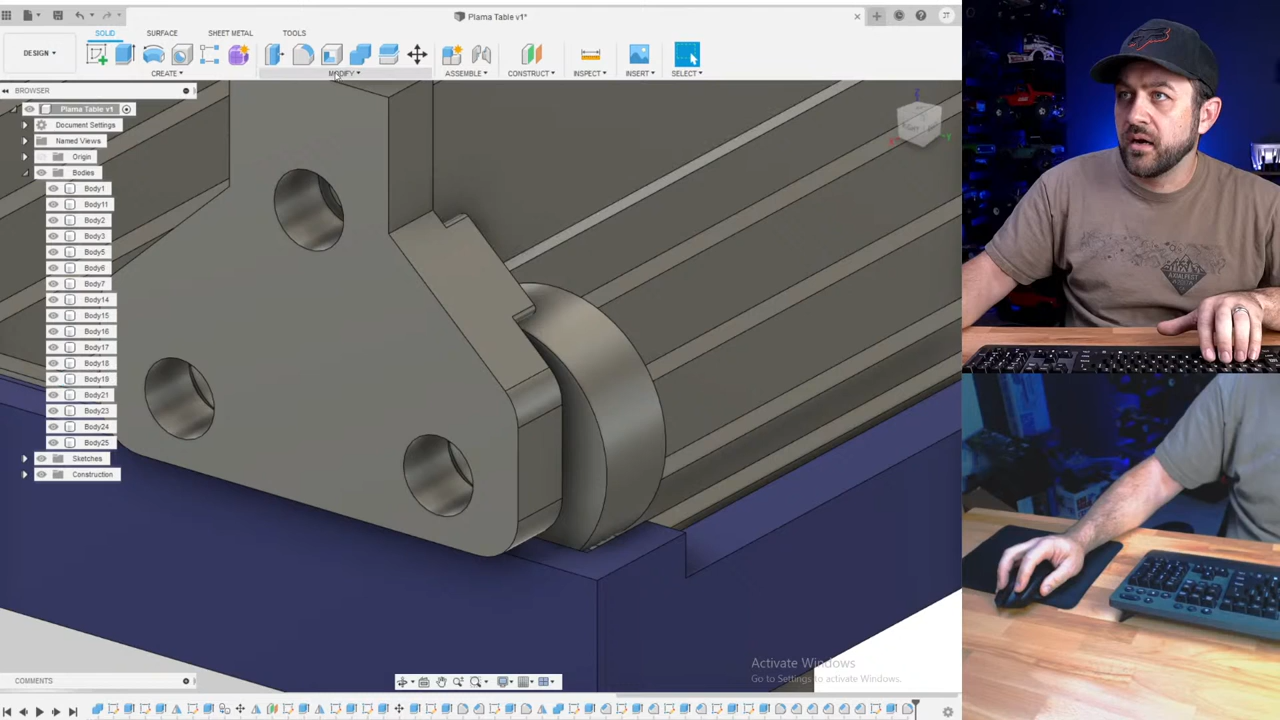 Plama Table v1*
JT
SOLID SURFACE SHEET METAL TOOLS
DESIGN
CREATE MODIFY ASSEMBLE CONSTRUCT INSPECT INSERT SELECT
BROWSER
Plama Table v1
Document Settings
Named Views
Origin
Bodies
Body1
Body11
Body2
Body3
Body5
Body6
Body7
Body14
Body15
Body16
Body17
Body18
Body19
Body21
Body23
Body24
Body25
Sketches
Construction
Activate Windows
Go to Settings to activate Windows.
COMMENTS